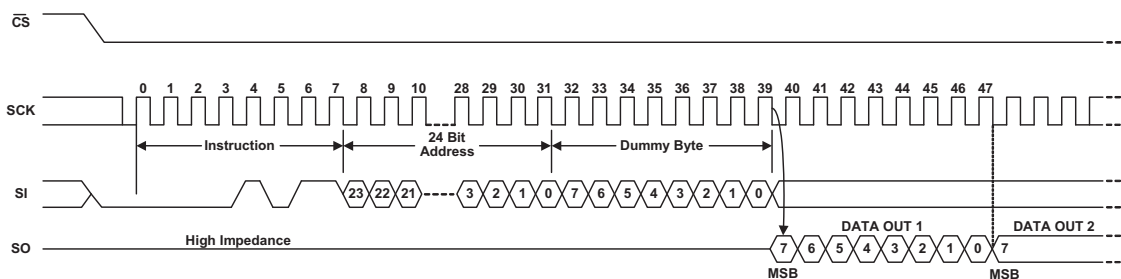 CS
0 1 2 3 4 5 6 7 8 9 10 28 29 30 31 32 33 34 35 36 37 38 39 40 41 42 43 44 45 46 47
SCK
Instruction
24 Bit
Address
Dummy Byte
SI
23 22 21 3 2 1 0 7 6 5 4 3 2 1 0
High Impedance
DATA OUT 1
DATA OUT 2
SO
7 6 5 4 3 2 1 0 7
MSB
MSB